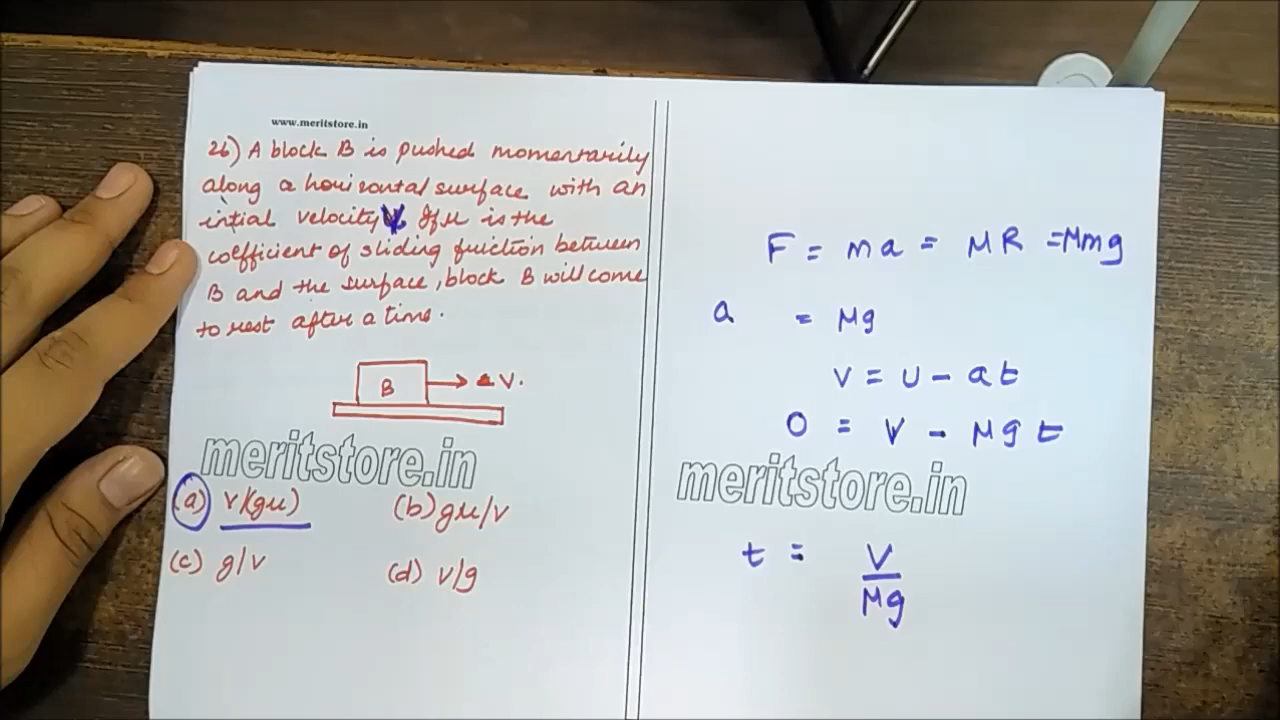 www.meritstore.in
26) A block B is pushed momentarily
along a horizontal surface with an
intial velocity V If μ is the
coefficient of sliding friction between
B and the surface, block B will come
to rest after a time.
B V.
meritstore.in
(a) v/(gμ) (b) gμ/v
(c) g/v (d) v/g
F = ma = μR = μmg
a = μg
v = u - at
0 = v - μgt
meritstore.in
t = V/μg